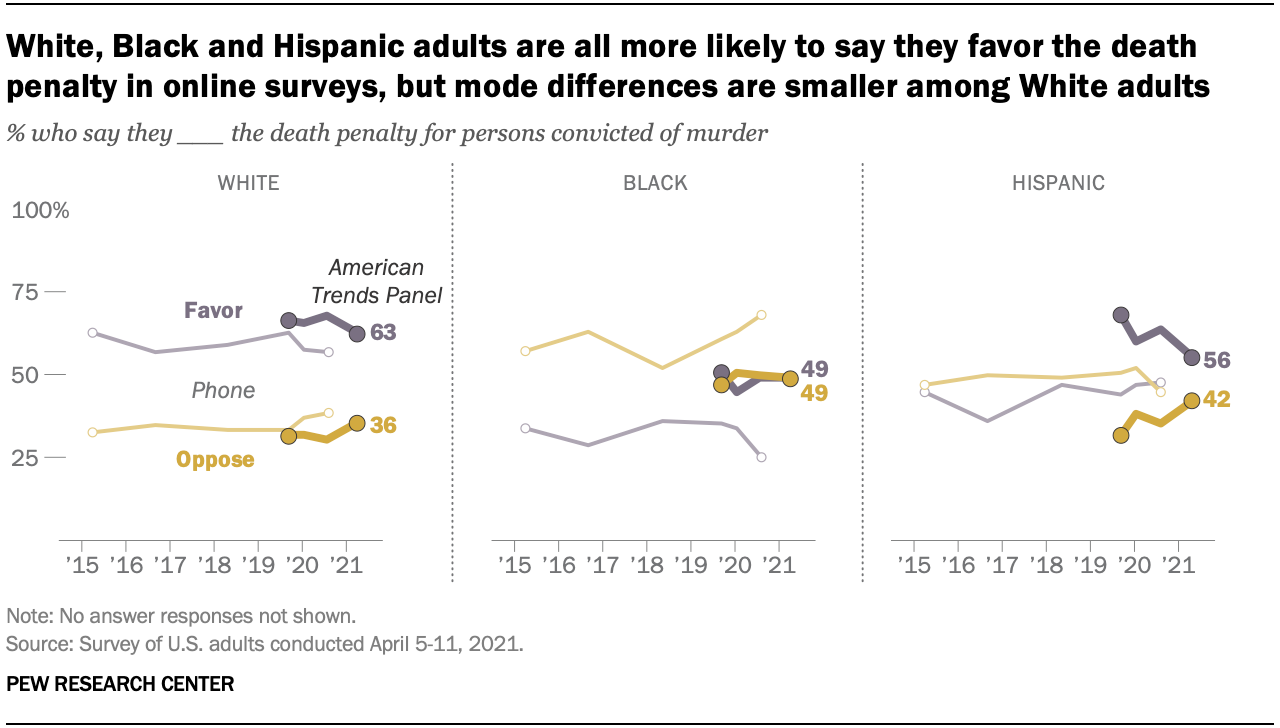 White, Black and Hispanic adults are all more likely to say they favor the death
penalty in online surveys, but mode differences are smaller among White adults
% who say they ___ the death penalty for persons convicted of murder
WHITE
BLACK
HISPANIC
100%
75
50
25
American
Trends Panel
Favor
63
Phone
36
Oppose
49
49
56
42
’15 ’16 ’17 ’18 ’19 ’20 ’21
’15 ’16 ’17 ’18 ’19 ’20 ’21
’15 ’16 ’17 ’18 ’19 ’20 ’21
Note: No answer responses not shown.
Source: Survey of U.S. adults conducted April 5-11, 2021.
PEW RESEARCH CENTER